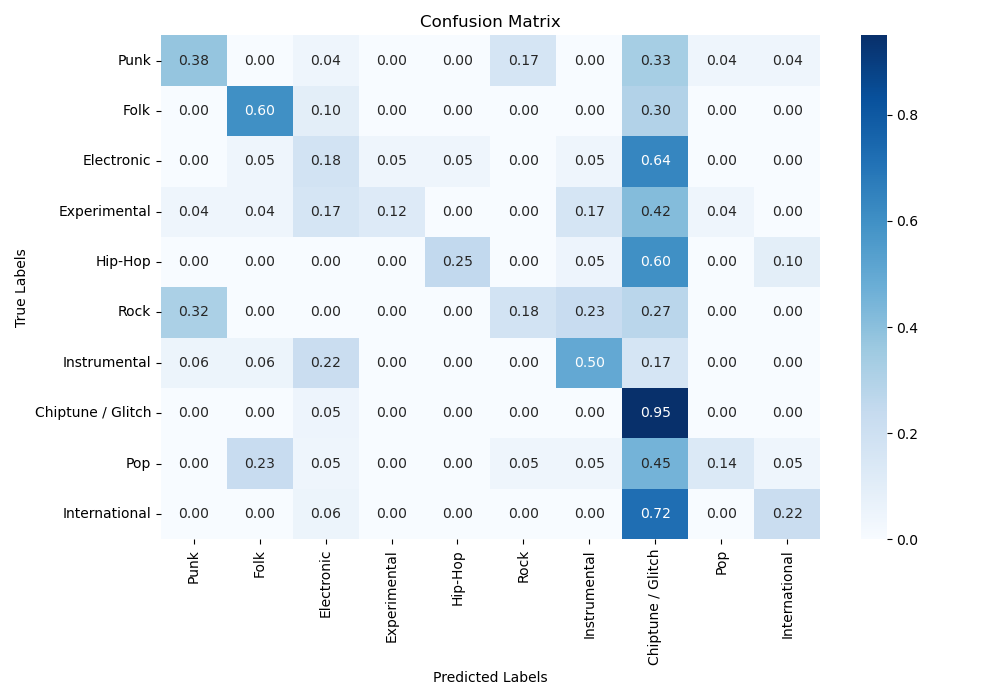 Confusion Matrix
True Labels
Punk 0.38 0.00 0.04 0.00 0.00 0.17 0.00 0.33 0.04 0.04
Folk 0.00 0.60 0.10 0.00 0.00 0.00 0.00 0.30 0.00 0.00
Electronic 0.00 0.05 0.18 0.05 0.05 0.00 0.05 0.64 0.00 0.00
Experimental 0.04 0.04 0.17 0.12 0.00 0.00 0.17 0.42 0.04 0.00
Hip-Hop 0.00 0.00 0.00 0.00 0.25 0.00 0.05 0.60 0.00 0.10
Rock 0.32 0.00 0.00 0.00 0.00 0.18 0.23 0.27 0.00 0.00
Instrumental 0.06 0.06 0.22 0.00 0.00 0.00 0.50 0.17 0.00 0.00
Chiptune / Glitch 0.00 0.00 0.05 0.00 0.00 0.00 0.00 0.95 0.00 0.00
Pop 0.00 0.23 0.05 0.00 0.00 0.05 0.05 0.45 0.14 0.05
International 0.00 0.00 0.06 0.00 0.00 0.00 0.00 0.72 0.00 0.22
Punk
Folk
Electronic
Experimental
Hip-Hop
Rock
Instrumental
Chiptune / Glitch
Pop
International
Predicted Labels
0.8
0.6
0.4
0.2
0.0